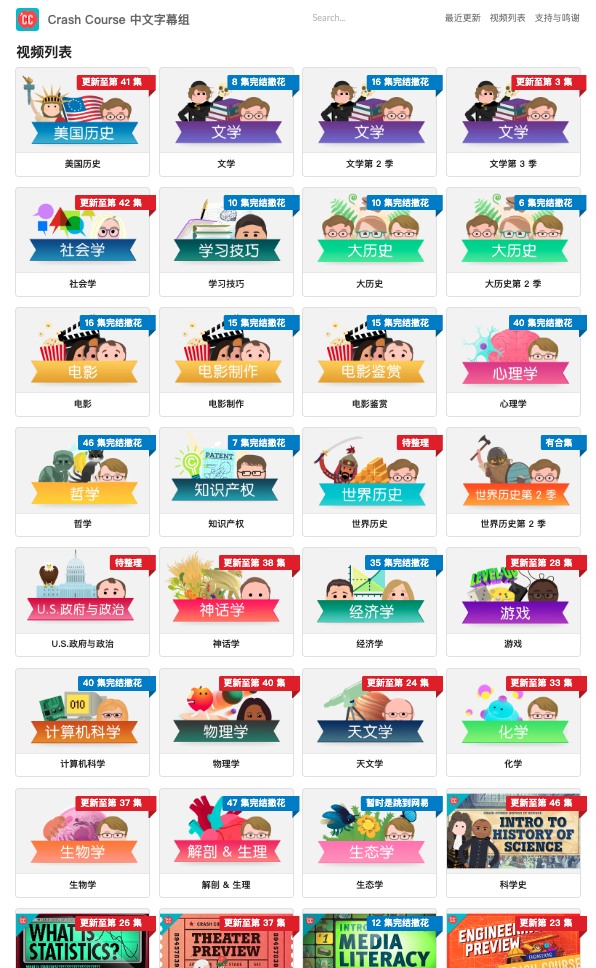 CC Crash Course 中文字幕组
Search...
最近更新 视频列表 支持与鸣谢
视频列表
更新至第 41 集
美国历史
美国历史
8 集完结撒花
文学
文学
16 集完结撒花
文学
文学第 2 季
更新至第 3 集
文学
文学第 3 季
更新至第 42 集
社会学
社会学
10 集完结撒花
学习技巧
学习技巧
10 集完结撒花
大历史
大历史
6 集完结撒花
大历史
大历史第 2 季
16 集完结撒花
电影
电影
15 集完结撒花
电影制作
电影制作
15 集完结撒花
电影鉴赏
电影鉴赏
40 集完结撒花
心理学
心理学
46 集完结撒花
哲学
哲学
7 集完结撒花
PATENT
知识产权
知识产权
待整理
世界历史
世界历史
有合集
世界历史第 2 季
世界历史第 2 季
待整理
U.S.政府与政治
U.S.政府与政治
更新至第 38 集
神话学
神话学
35 集完结撒花
经济学
经济学
更新至第 28 集
LEVEL-UP
游戏
游戏
40 集完结撒花
010
计算机科学
计算机科学
更新至第 40 集
物理学
物理学
更新至第 24 集
天文学
天文学
更新至第 33 集
化学
化学
更新至第 37 集
生物学
生物学
47 集完结撒花
解剖 & 生理
解剖 & 生理
暂时是跳到网易
生态学
生态学
更新至第 46 集
INTRO TO
HISTORY OF
SCIENCE
科学史
更新至第 26 集
WHAT IS
STATISTICS?
更新至第 37 集
THEATER
PREVIEW
12 集完结撒花
INTRO
MEDIA
LITERACY
更新至第 23 集
ENGINEERING
PREVIEW